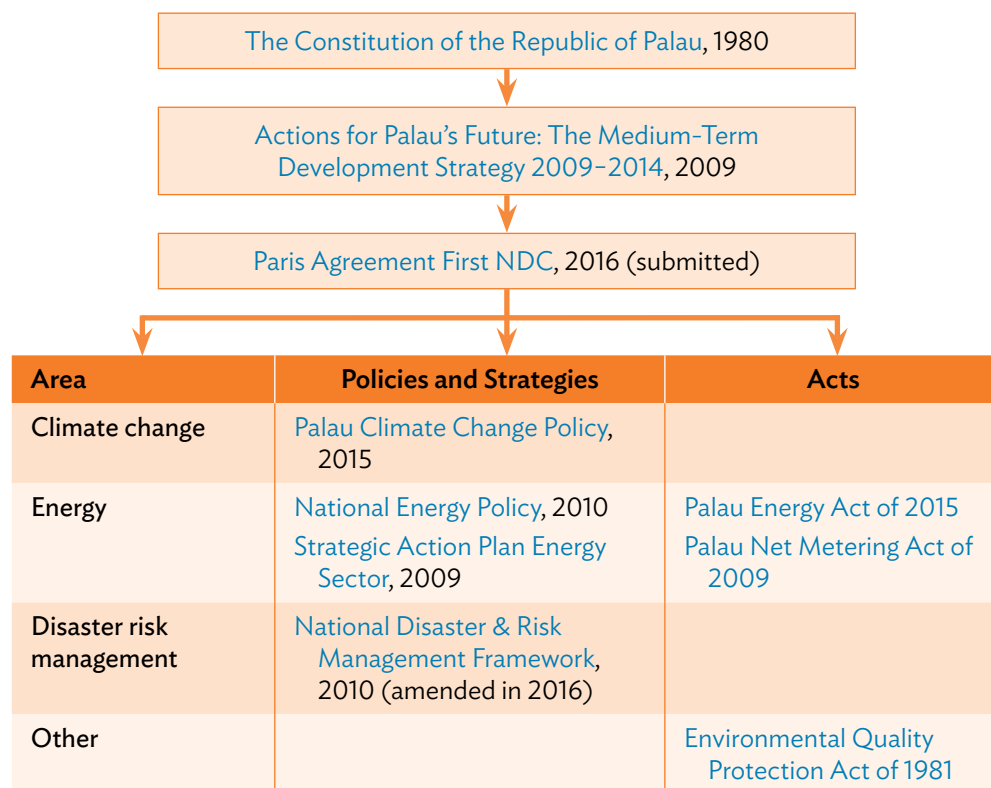 The Constitution of the Republic of Palau, 1980
Actions for Palau's Future: The Medium-Term
Development Strategy 2009–2014, 2009
Paris Agreement First NDC, 2016 (submitted)
Area
Policies and Strategies
Acts
Climate change
Palau Climate Change Policy,
2015
Energy
National Energy Policy, 2010
Strategic Action Plan Energy
Sector, 2009
Palau Energy Act of 2015
Palau Net Metering Act of
2009
Disaster risk
management
National Disaster & Risk
Management Framework,
2010 (amended in 2016)
Other
Environmental Quality
Protection Act of 1981